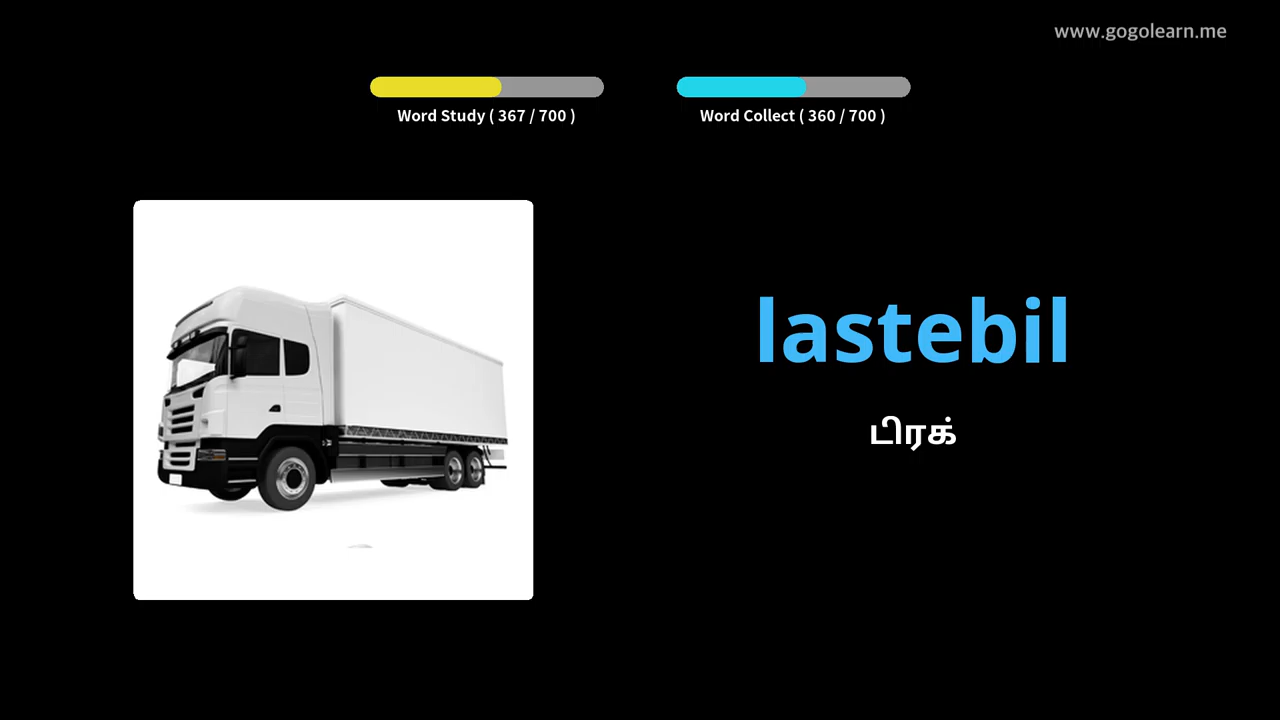 www.gogolearn.me
Word Study ( 367 / 700 )
Word Collect ( 360 / 700 )
lastebil
பிரக்